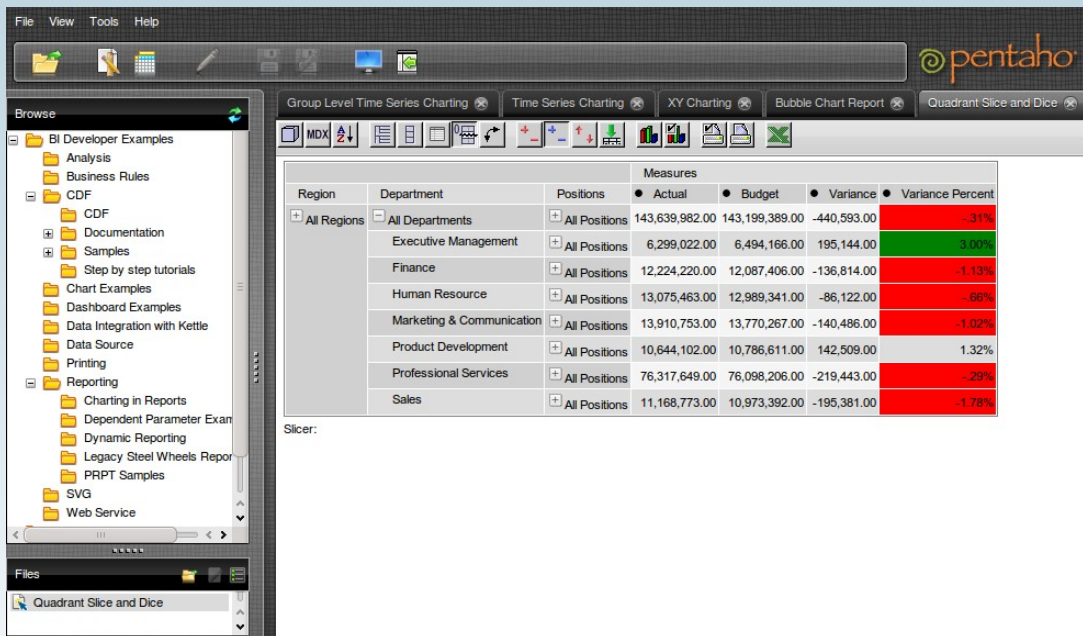 File View Tools Help
pentaho
Browse
BI Developer Examples
Analysis
Business Rules
CDF
CDF
Documentation
Samples
Step by step tutorials
Chart Examples
Dashboard Examples
Data Integration with Kettle
Data Source
Printing
Reporting
Charting in Reports
Dependent Parameter Exam
Dynamic Reporting
Legacy Steel Wheels Repor
PRPT Samples
SVG
Web Service
Files
Quadrant Slice and Dice
Group Level Time Series Charting Time Series Charting XY Charting Bubble Chart Report Quadrant Slice and Dice
MDX
Measures
Region Department Positions Actual Budget Variance Variance Percent
All Regions All Departments All Positions 143,639,982.00 143,199,389.00 -440,593.00 -.31%
Executive Management All Positions 6,299,022.00 6,494,166.00 195,144.00 3.00%
Finance All Positions 12,224,220.00 12,087,406.00 -136,814.00 -1.13%
Human Resource All Positions 13,075,463.00 12,989,341.00 -86,122.00 -.66%
Marketing & Communication All Positions 13,910,753.00 13,770,267.00 -140,486.00 -1.02%
Product Development All Positions 10,644,102.00 10,786,611.00 142,509.00 1.32%
Professional Services All Positions 76,317,649.00 76,098,206.00 -219,443.00 -.29%
Sales All Positions 11,168,773.00 10,973,392.00 -195,381.00 -1.78%
Slicer: